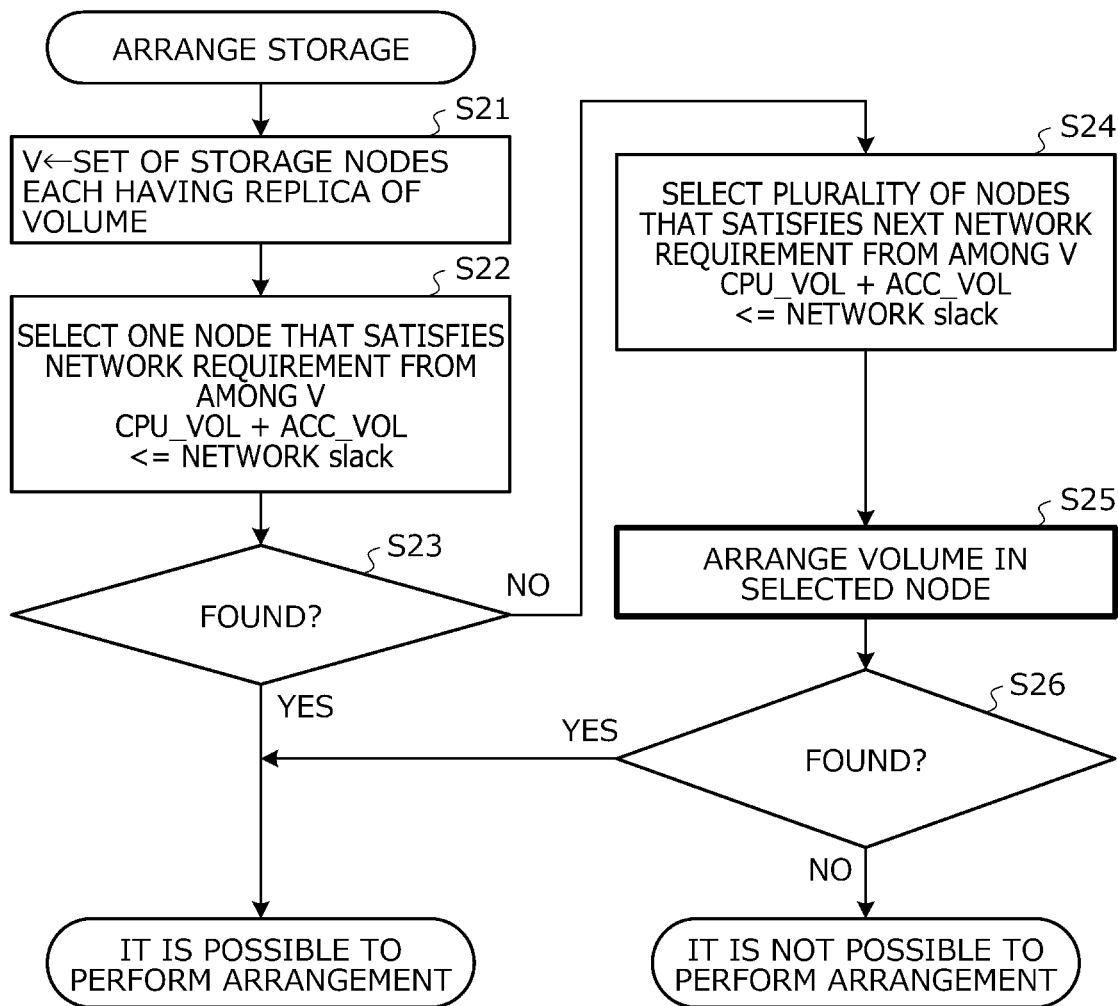 ARRANGE STORAGE
S21
V←SET OF STORAGE NODES
EACH HAVING REPLICA OF
VOLUME
S22
SELECT ONE NODE THAT SATISFIES
NETWORK REQUIREMENT FROM
AMONG V
CPU_VOL + ACC_VOL
<= NETWORK slack
S23
FOUND?
NO
YES
S24
SELECT PLURALITY OF NODES
THAT SATISFIES NEXT NETWORK
REQUIREMENT FROM AMONG V
CPU_VOL + ACC_VOL
<= NETWORK slack
S25
ARRANGE VOLUME IN
SELECTED NODE
S26
FOUND?
YES
NO
IT IS POSSIBLE TO
PERFORM ARRANGEMENT
IT IS NOT POSSIBLE TO
PERFORM ARRANGEMENT